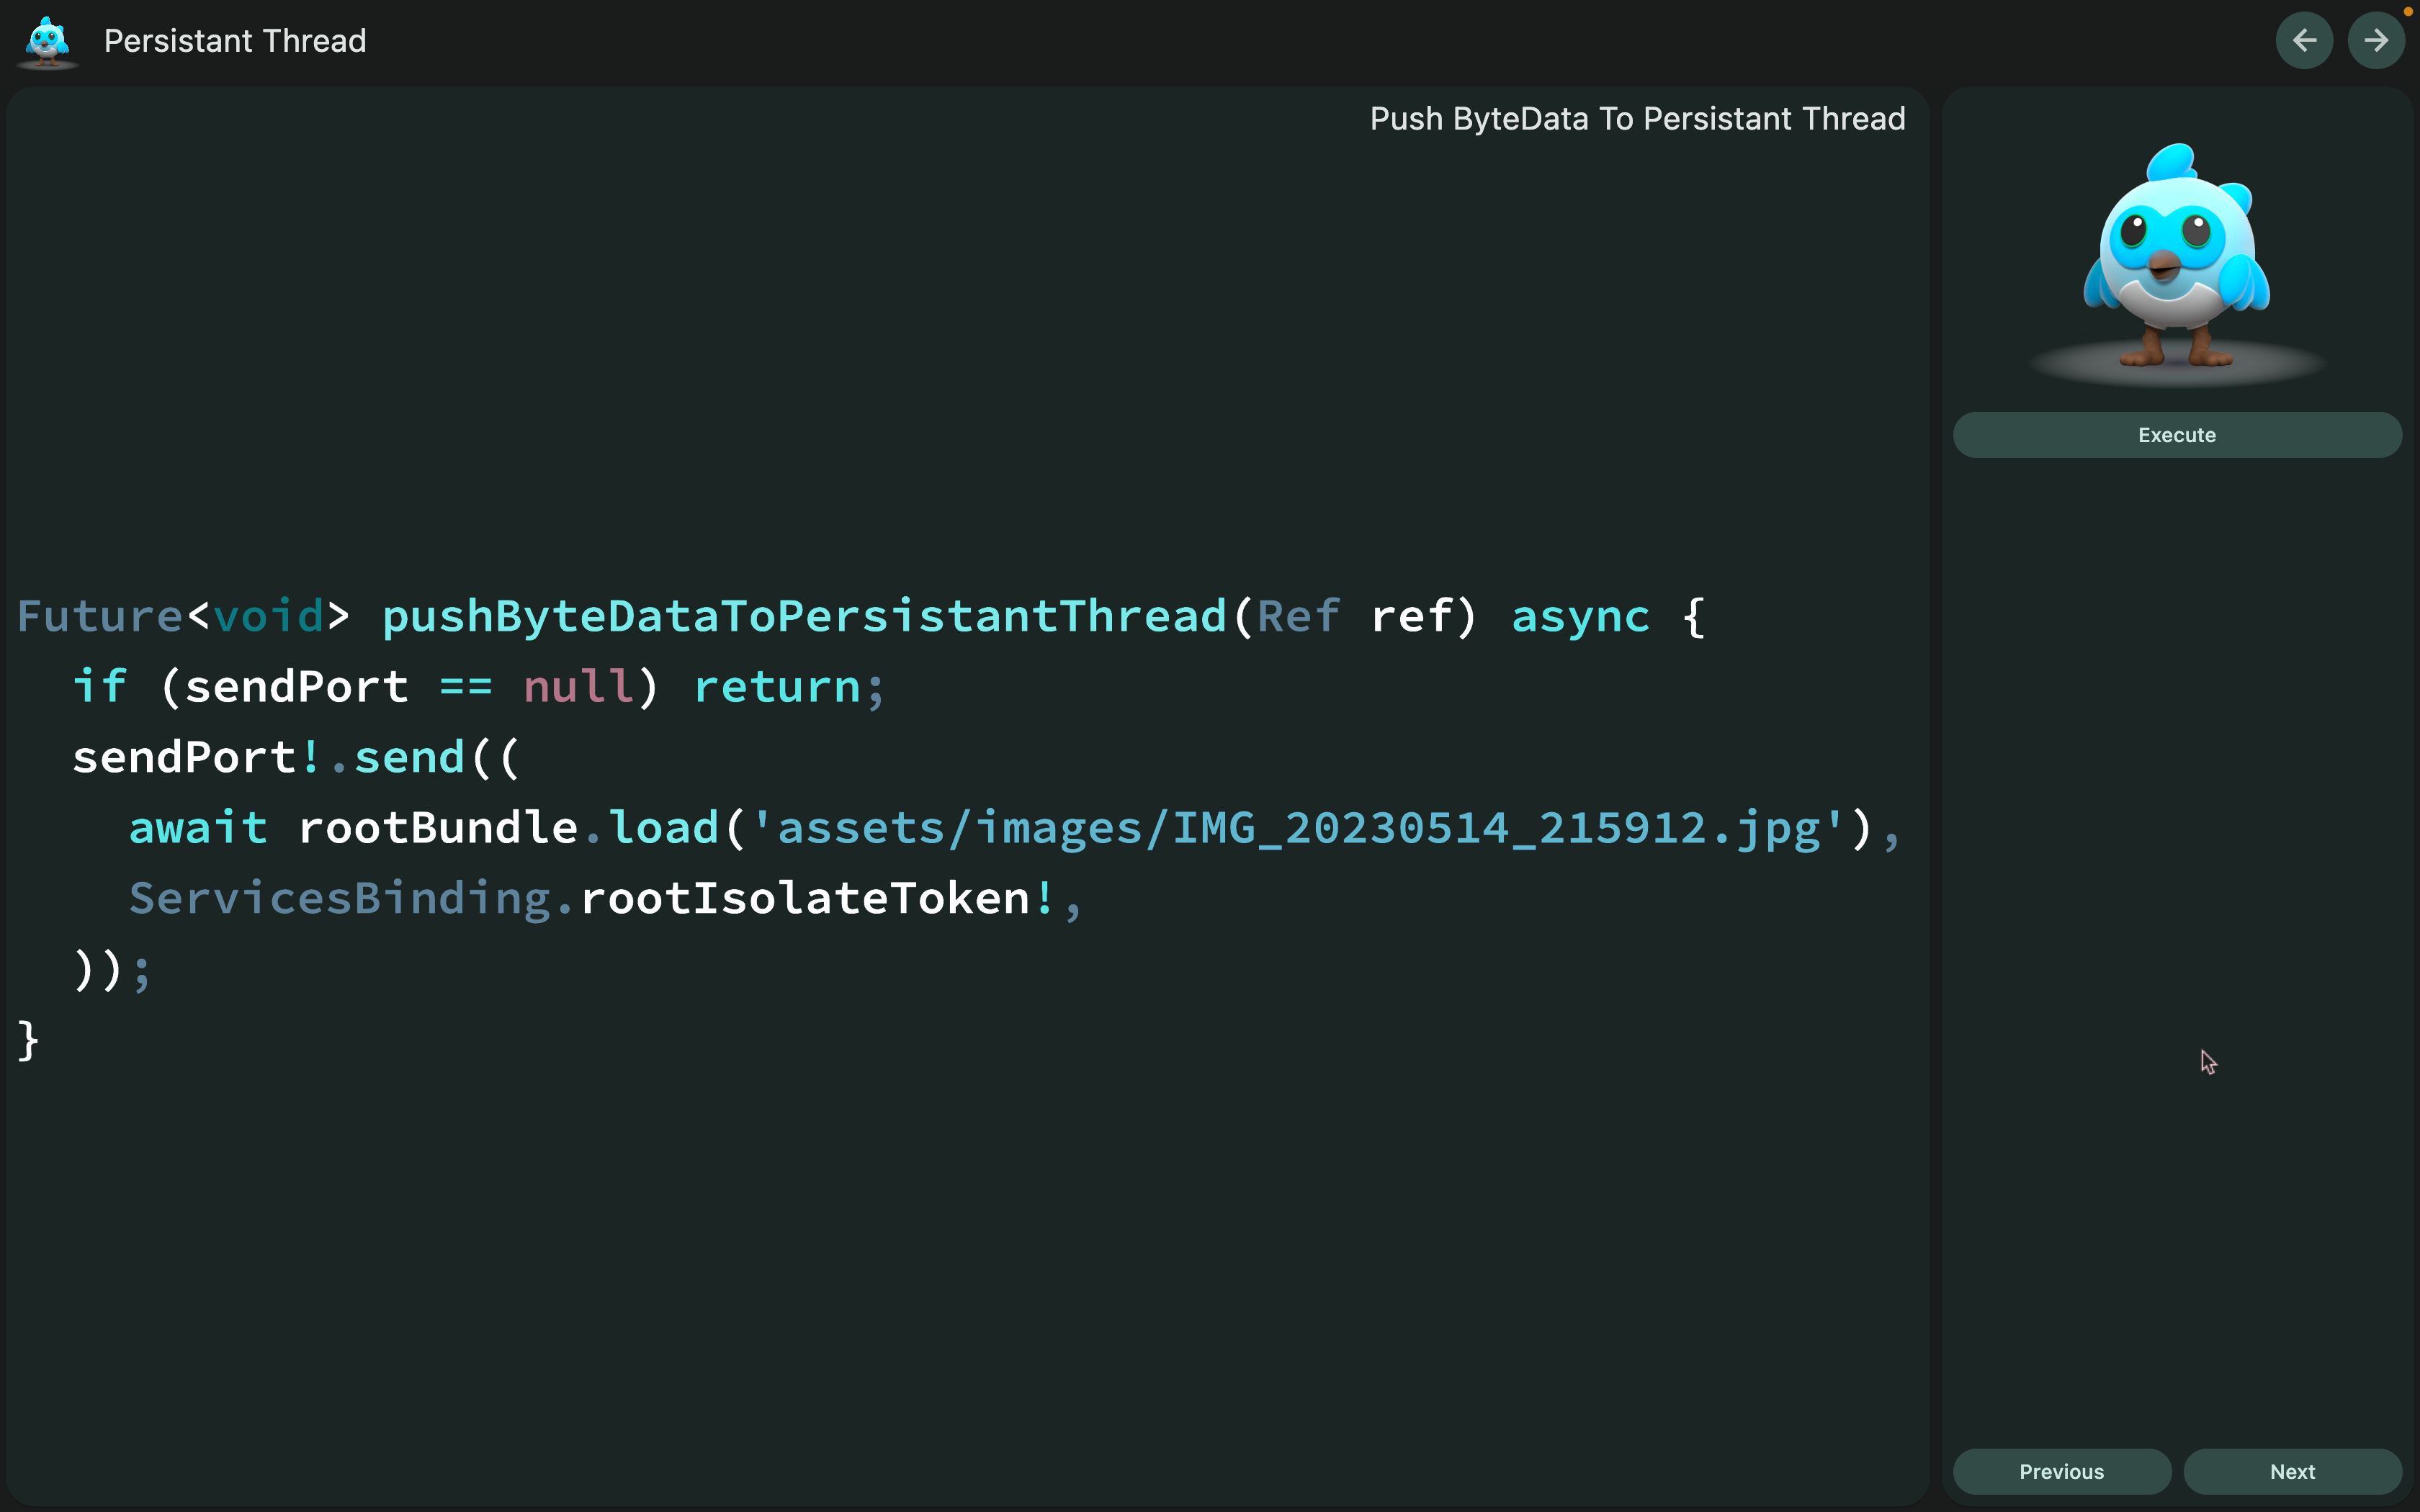 Persistant Thread
Push ByteData To Persistant Thread
Future<void> pushByteDataToPersistantThread(Ref ref) async {
  if (sendPort == null) return;
  sendPort!.send((
    await rootBundle.load('assets/images/IMG_20230514_215912.jpg'),
    ServicesBinding.rootIsolateToken!,
  ));
}
Execute
Previous
Next